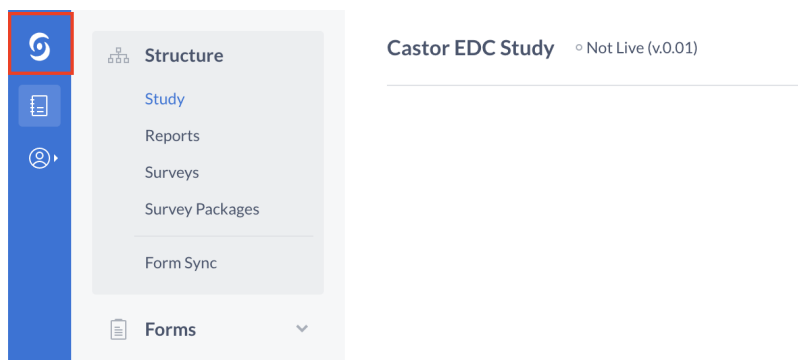 Structure
Study
Reports
Surveys
Survey Packages
Form Sync
Forms
Castor EDC Study
Not Live (v.0.01)